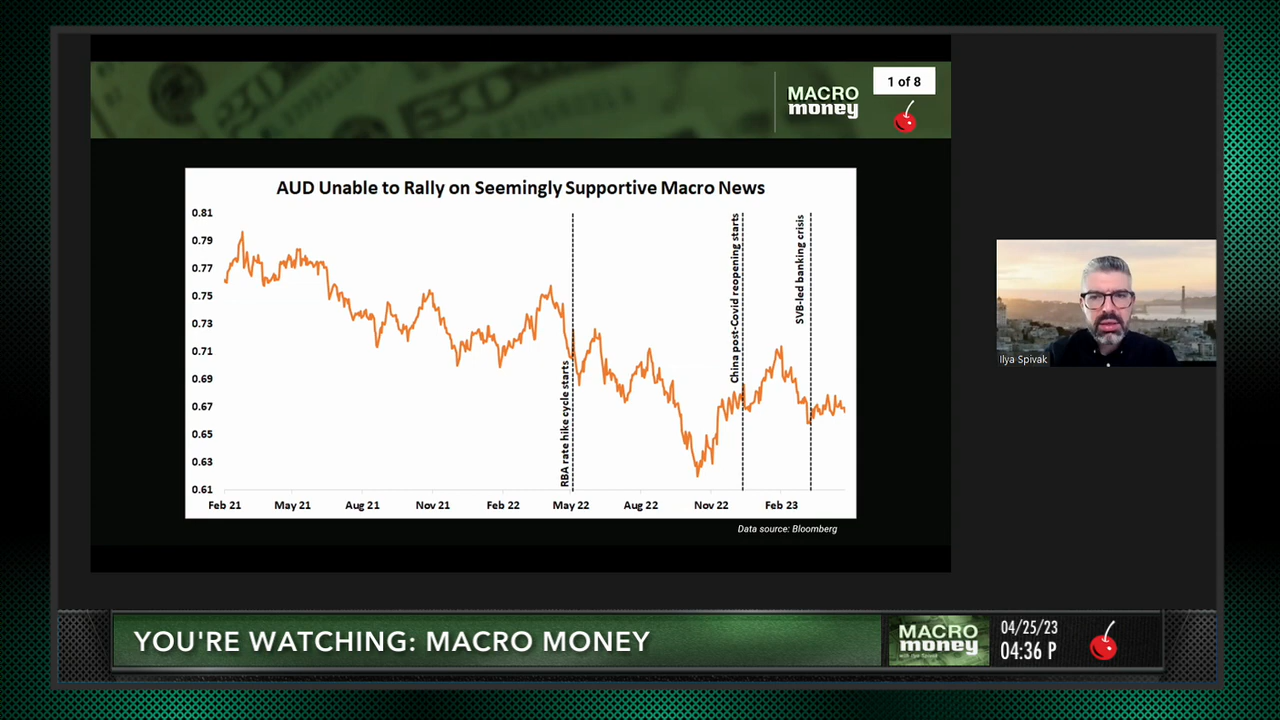 MACRO
money
1 of 8
AUD Unable to Rally on Seemingly Supportive Macro News
0.81
0.79
0.77
0.75
0.73
0.71
0.69
0.67
0.65
0.63
0.61
RBA rate hike cycle starts
China post-Covid reopening starts
SVB-led banking crisis
Feb 21
May 21
Aug 21
Nov 21
Feb 22
May 22
Aug 22
Nov 22
Feb 23
Data source: Bloomberg
Ilya Spivak
YOU'RE WATCHING: MACRO MONEY
MACRO
money
04/25/23
04:36 P